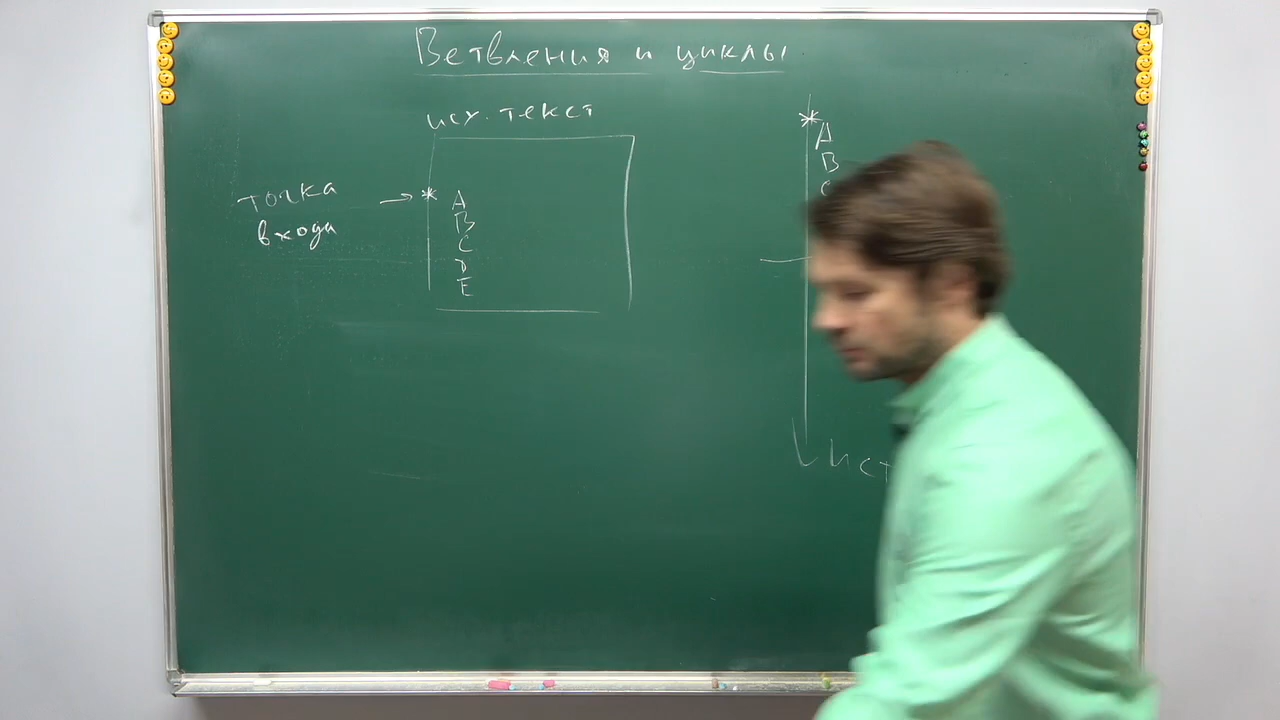 Ветвления и циклы
исх. текст
точка
входа
→ *
A
B
C
D
E
*
A
B
C